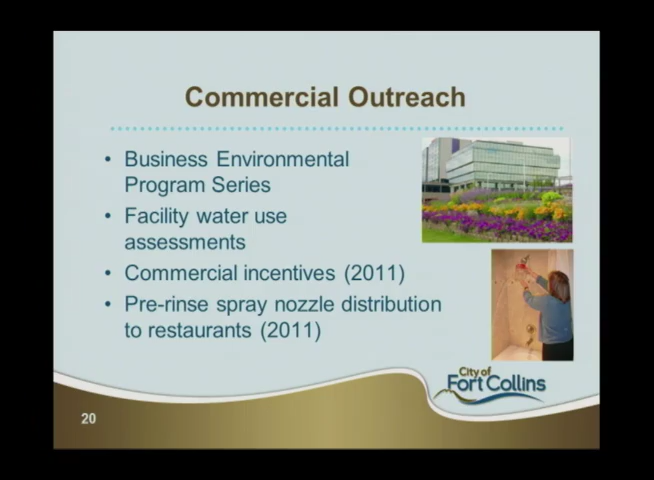 Commercial Outreach
• Business Environmental
Program Series
• Facility water use
assessments
• Commercial incentives (2011)
• Pre-rinse spray nozzle distribution
to restaurants (2011)
City of
Fort Collins
20